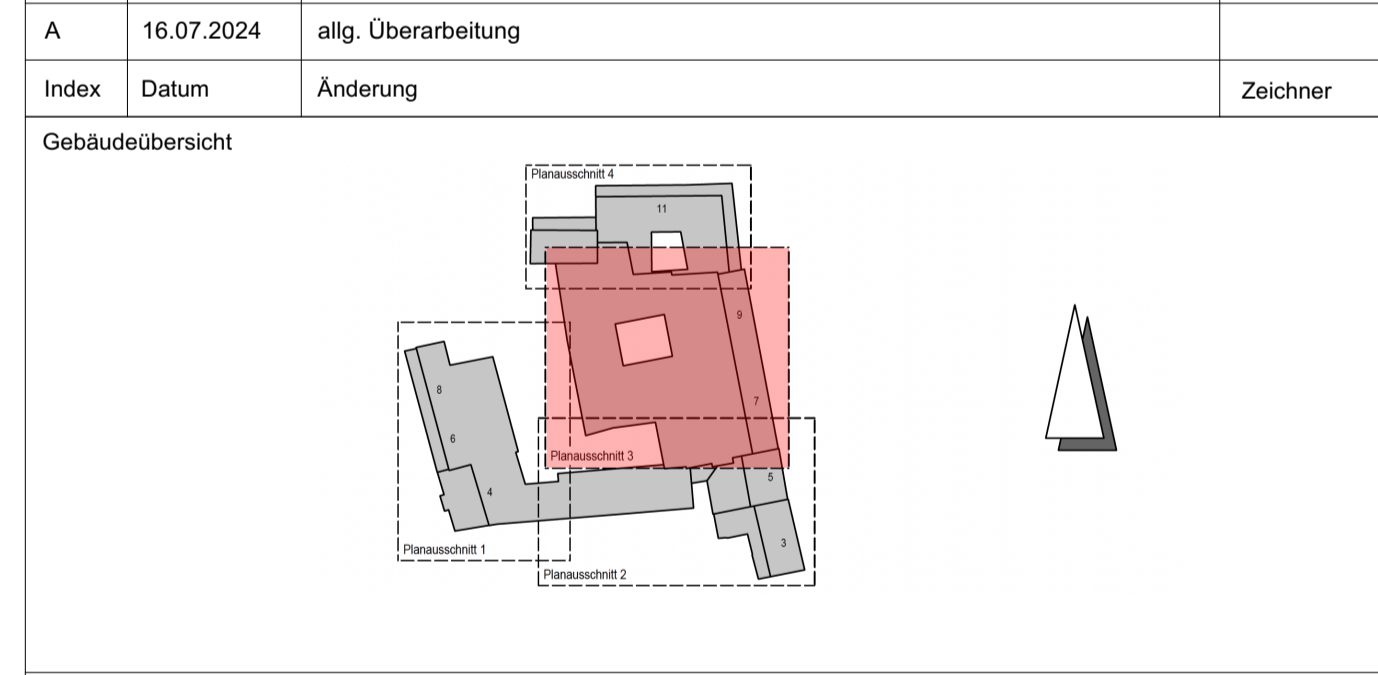 A 16.07.2024 allg. Überarbeitung
Index Datum Änderung Zeichner
Gebäudeübersicht
Planausschnitt 4
11
9
8
7
6
Planausschnitt 3
5
4
3
Planausschnitt 1
Planausschnitt 2